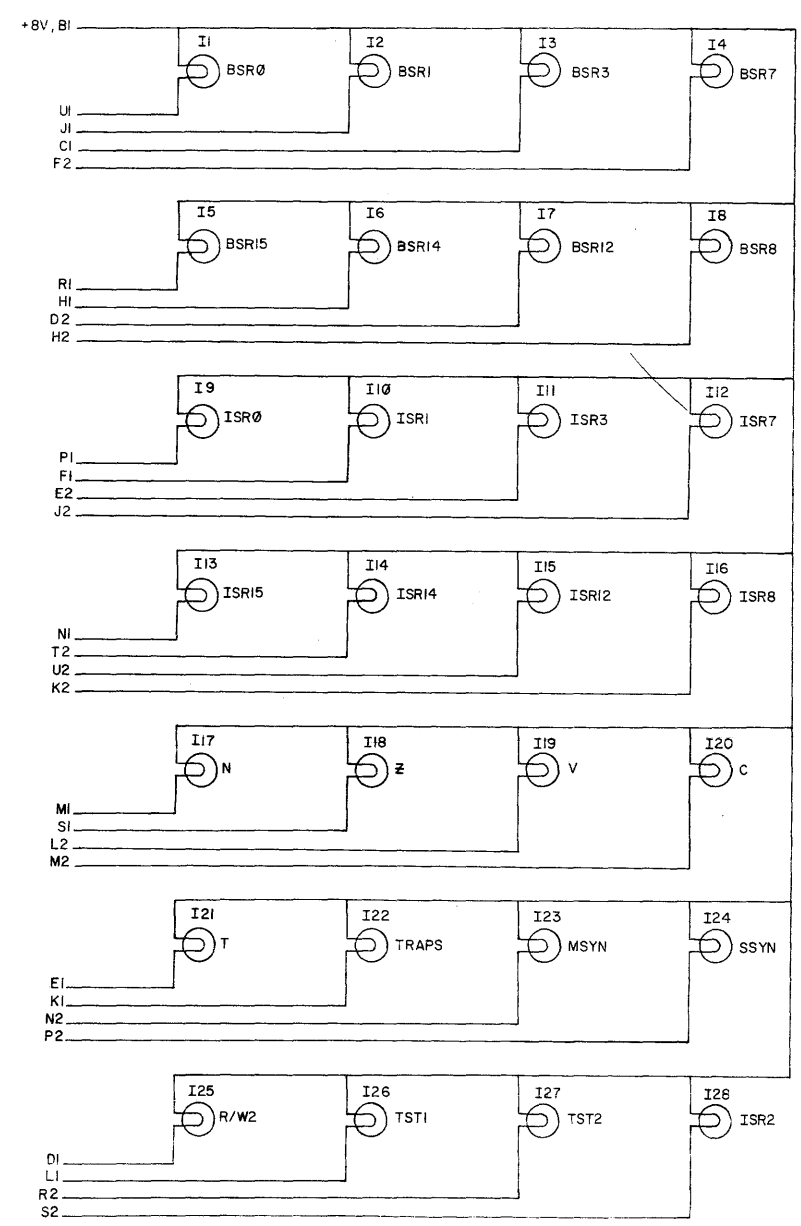 +8V, B1
I1 I2 I3 I4
BSRØ BSR1 BSR3 BSR7
U1
J1
C1
F2
I5 I6 I7 I8
BSR15 BSR14 BSR12 BSR8
R1
H1
D2
H2
I9 I1Ø I11 I12
ISRØ ISR1 ISR3 ISR7
P1
F1
E2
J2
I13 I14 I15 I16
ISR15 ISR14 ISR12 ISR8
N1
T2
U2
K2
I17 I18 I19 I20
N Z V C
M1
S1
L2
M2
I21 I22 I23 I24
T TRAPS MSYN SSYN
E1
K1
N2
P2
I25 I26 I27 I28
R/W2 TST1 TST2 ISR2
D1
L1
R2
S2